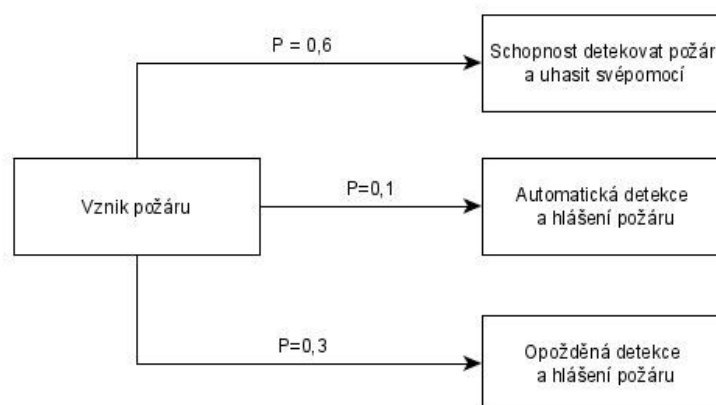 P = 0,6
Schopnost detekovat požár
a uhasit svépomocí
Vznik požáru
P=0,1
Automatická detekce
a hlášení požáru
P=0,3
Opožděná detekce
a hlášení požáru